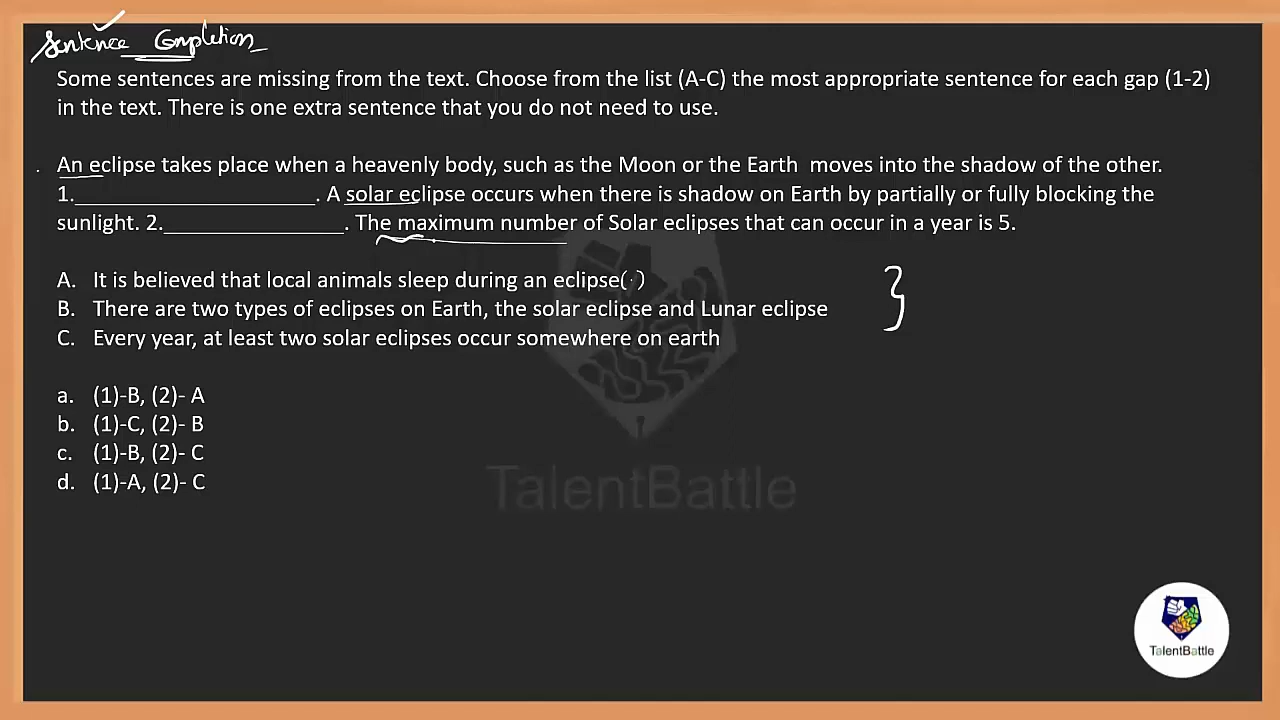 Sentence Completion
Some sentences are missing from the text. Choose from the list (A-C) the most appropriate sentence for each gap (1-2)
in the text. There is one extra sentence that you do not need to use.
An eclipse takes place when a heavenly body, such as the Moon or the Earth moves into the shadow of the other.
1.____________________. A solar eclipse occurs when there is shadow on Earth by partially or fully blocking the
sunlight. 2._______________. The maximum number of Solar eclipses that can occur in a year is 5.
A. It is believed that local animals sleep during an eclipse(·)
B. There are two types of eclipses on Earth, the solar eclipse and Lunar eclipse
C. Every year, at least two solar eclipses occur somewhere on earth
a. (1)-B, (2)- A
b. (1)-C, (2)- B
c. (1)-B, (2)- C
d. (1)-A, (2)- C
TalentBattle
TalentBattle